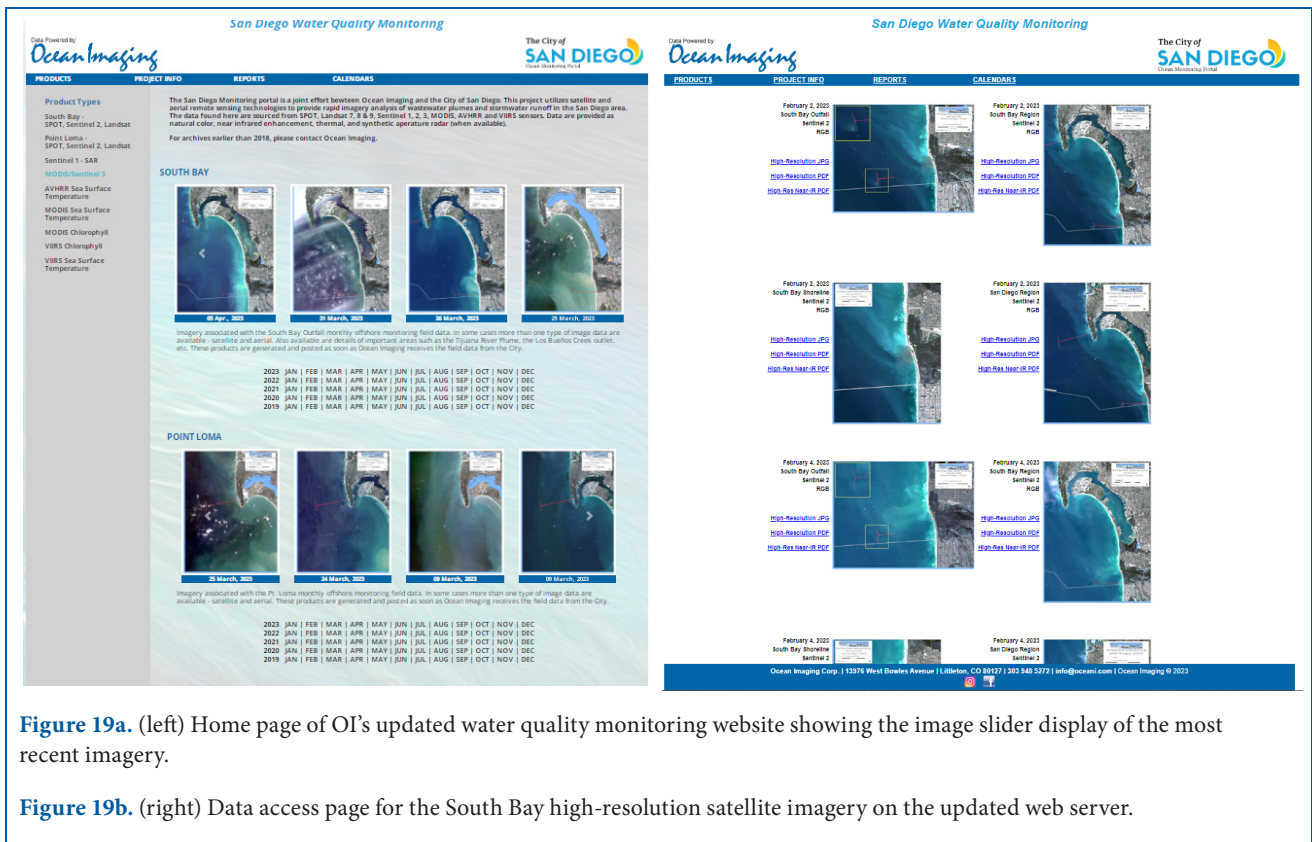 San Diego Water Quality Monitoring
Data Powered by
Ocean Imaging
The City of
SAN DIEGO
Ocean Monitoring Portal
PRODUCTS PROJECT INFO REPORTS CALENDARS
Product Types
South Bay -
SPOT, Sentinel 2, Landsat
Point Loma -
SPOT, Sentinel 2, Landsat
Sentinel 1 - SAR
MODIS/Sentinel 3
AVHRR Sea Surface
Temperature
MODIS Sea Surface
Temperature
MODIS Chlorophyll
VIIRS Chlorophyll
VIIRS Sea Surface
Temperature
The San Diego Monitoring portal is a joint effort bewteen Ocean Imaging and the City of San Diego. This project utilizes satellite and
aerial remote sensing technologies to provide rapid imagery analysis of wastewater plumes and stormwater runoff in the San Diego area.
The data found here are sourced from SPOT, Landsat 7, 8 & 9, Sentinel 1, 2, 3, MODIS, AVHRR and VIIRS sensors. Data are provided as
natural color, near infrared enhancement, thermal, and synthetic aperature radar (when available).
For archives earlier than 2018, please contact Ocean Imaging.
SOUTH BAY
05 Apr., 2023 31 March, 2023 26 March, 2023 25 March, 2023
Imagery associated with the South Bay Outfall monthly offshore monitoring field data. In some cases more than one type of image data are
available - satellite and aerial. Also available are details of important areas such as the Tijuana River Plume, the Los Buenos Creek outlet,
etc. These products are generated and posted as soon as Ocean Imaging receives the field data from the City.
2023 JAN | FEB | MAR | APR | MAY | JUN | JUL | AUG | SEP | OCT | NOV | DEC
2022 JAN | FEB | MAR | APR | MAY | JUN | JUL | AUG | SEP | OCT | NOV | DEC
2021 JAN | FEB | MAR | APR | MAY | JUN | JUL | AUG | SEP | OCT | NOV | DEC
2020 JAN | FEB | MAR | APR | MAY | JUN | JUL | AUG | SEP | OCT | NOV | DEC
2019 JAN | FEB | MAR | APR | MAY | JUN | JUL | AUG | SEP | OCT | NOV | DEC
POINT LOMA
25 March, 2023 24 March, 2023 09 March, 2023 09 March, 2023
Imagery associated with the Pt. Loma monthly offshore monitoring field data. In some cases more than one type of image data are
available - satellite and aerial. These products are generated and posted as soon as Ocean Imaging receives the field data from the City.
2023 JAN | FEB | MAR | APR | MAY | JUN | JUL | AUG | SEP | OCT | NOV | DEC
2022 JAN | FEB | MAR | APR | MAY | JUN | JUL | AUG | SEP | OCT | NOV | DEC
2021 JAN | FEB | MAR | APR | MAY | JUN | JUL | AUG | SEP | OCT | NOV | DEC
2020 JAN | FEB | MAR | APR | MAY | JUN | JUL | AUG | SEP | OCT | NOV | DEC
2019 JAN | FEB | MAR | APR | MAY | JUN | JUL | AUG | SEP | OCT | NOV | DEC
San Diego Water Quality Monitoring
Data Powered by
Ocean Imaging
The City of
SAN DIEGO
Ocean Monitoring Portal
PRODUCTS PROJECT INFO REPORTS CALENDARS
February 2, 2023
South Bay Outfall
Sentinel 2
RGB
High-Resolution JPG
High-Resolution PDF
High-Res Near-IR PDF
February 2, 2023
South Bay Region
Sentinel 2
RGB
High-Resolution JPG
High-Resolution PDF
High-Res Near-IR PDF
February 2, 2023
South Bay Shoreline
Sentinel 2
RGB
High-Resolution JPG
High-Resolution PDF
High-Res Near-IR PDF
February 2, 2023
San Diego Region
Sentinel 2
RGB
High-Resolution JPG
High-Resolution PDF
High-Res Near-IR PDF
February 4, 2023
South Bay Outfall
Sentinel 2
RGB
High-Resolution JPG
High-Resolution PDF
High-Res Near-IR PDF
February 4, 2023
South Bay Region
Sentinel 2
RGB
High-Resolution JPG
High-Resolution PDF
High-Res Near-IR PDF
February 4, 2023
South Bay Shoreline
Sentinel 2
February 4, 2023
San Diego Region
Sentinel 2
Ocean Imaging Corp. | 13976 West Bowles Avenue | Littleton, CO 80127 | 303 948 5272 | info@oceani.com | Ocean Imaging © 2023
Figure 19a. (left) Home page of OI's updated water quality monitoring website showing the image slider display of the most
recent imagery.
Figure 19b. (right) Data access page for the South Bay high-resolution satellite imagery on the updated web server.